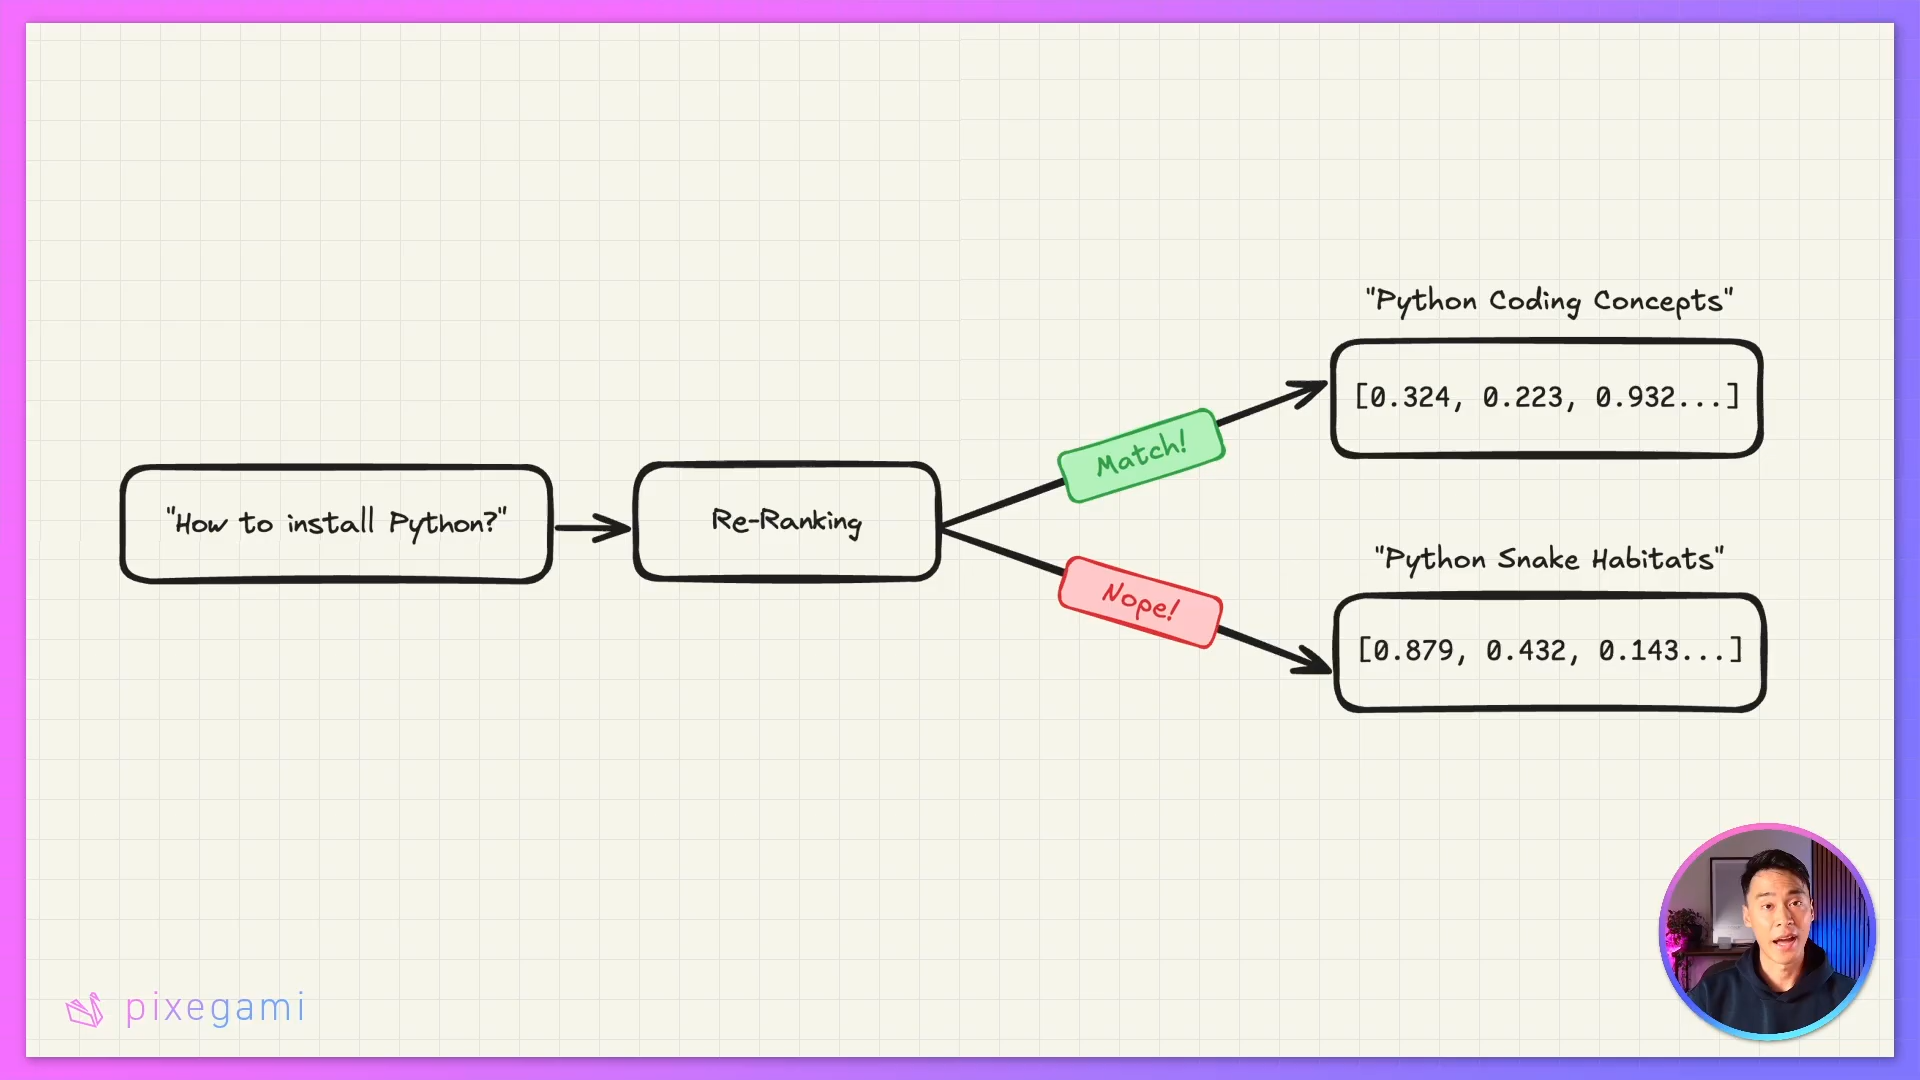 "How to install Python?"
Re-Ranking
Match!
Nope!
"Python Coding Concepts"
[0.324, 0.223, 0.932...]
"Python Snake Habitats"
[0.879, 0.432, 0.143...]
pixegami